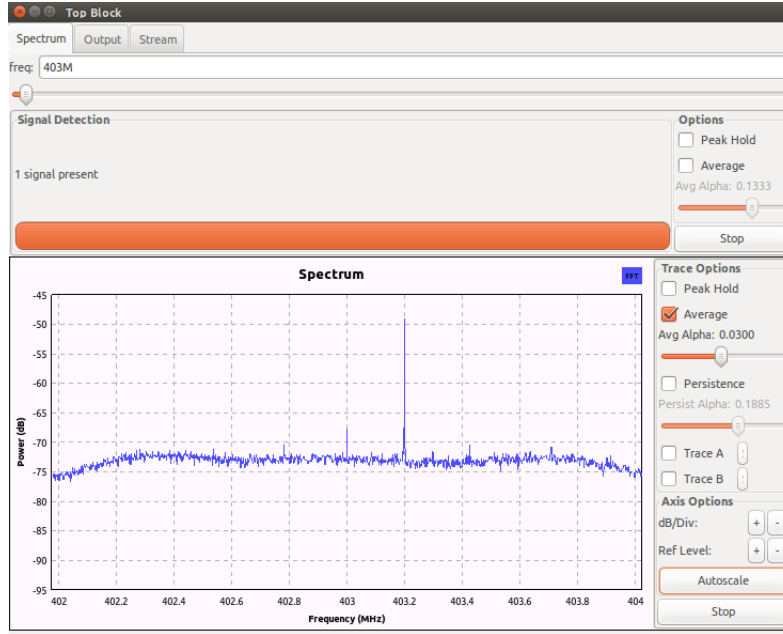 Top Block
Spectrum Output Stream
freq: 403M
Signal Detection
1 signal present
Options
Peak Hold
Average
Avg Alpha: 0.1333
Stop
Spectrum
FFT
Power (dB)
-45
-50
-55
-60
-65
-70
-75
-80
-85
-90
-95
402 402.2 402.4 402.6 402.8 403 403.2 403.4 403.6 403.8 404
Frequency (MHz)
Trace Options
Peak Hold
Average
Avg Alpha: 0.0300
Persistence
Persist Alpha: 0.1885
Trace A
Trace B
Axis Options
dB/Div: + -
Ref Level: + -
Autoscale
Stop